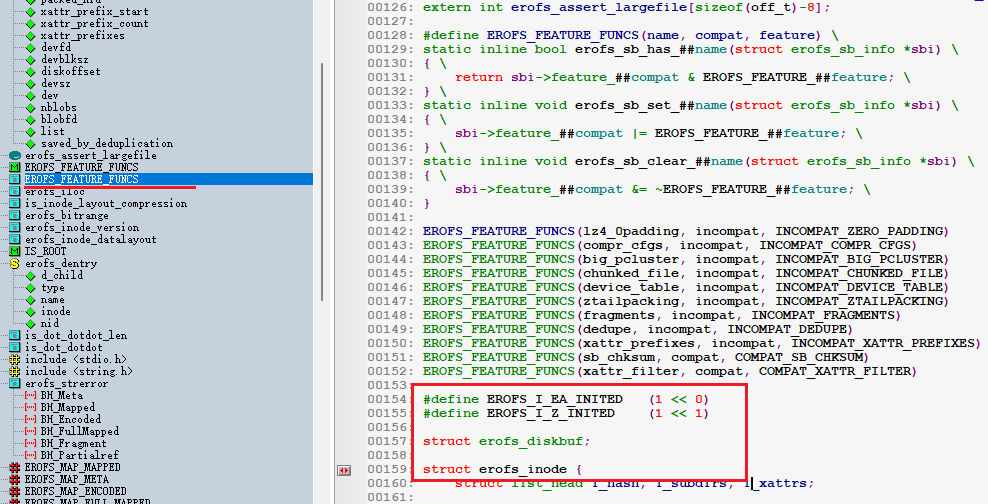 packed_nid
xattr_prefix_start
xattr_prefix_count
xattr_prefixes
devfd
devblksz
diskoffset
devsz
dev
nblobs
blobfd
list
saved_by_deduplication
erofs_assert_largefile
EROFS_FEATURE_FUNCS
EROFS_FEATURE_FUNCS
erofs_iloc
is_inode_layout_compression
erofs_bitrange
erofs_inode_version
erofs_inode_datalayout
IS_ROOT
erofs_dentry
d_child
type
name
inode
nid
is_dot_dotdot_len
is_dot_dotdot
include <stdio.h>
include <string.h>
erofs_strerror
BH_Meta
BH_Mapped
BH_Encoded
BH_FullMapped
BH_Fragment
BH_Partialref
EROFS_MAP_MAPPED
EROFS_MAP_META
EROFS_MAP_ENCODED
EROFS_MAP_FULL_MAPPED
00126: extern int erofs_assert_largefile[sizeof(off_t)-8];
00127:
00128: #define EROFS_FEATURE_FUNCS(name, compat, feature) \
00129: static inline bool erofs_sb_has_##name(struct erofs_sb_info *sbi) \
00130: { \
00131: return sbi->feature_##compat & EROFS_FEATURE_##feature; \
00132: } \
00133: static inline void erofs_sb_set_##name(struct erofs_sb_info *sbi) \
00134: { \
00135: sbi->feature_##compat |= EROFS_FEATURE_##feature; \
00136: } \
00137: static inline void erofs_sb_clear_##name(struct erofs_sb_info *sbi) \
00138: { \
00139: sbi->feature_##compat &= ~EROFS_FEATURE_##feature; \
00140: }
00141:
00142: EROFS_FEATURE_FUNCS(lz4_0padding, incompat, INCOMPAT_ZERO_PADDING)
00143: EROFS_FEATURE_FUNCS(compr_cfgs, incompat, INCOMPAT_COMPR_CFGS)
00144: EROFS_FEATURE_FUNCS(big_pcluster, incompat, INCOMPAT_BIG_PCLUSTER)
00145: EROFS_FEATURE_FUNCS(chunked_file, incompat, INCOMPAT_CHUNKED_FILE)
00146: EROFS_FEATURE_FUNCS(device_table, incompat, INCOMPAT_DEVICE_TABLE)
00147: EROFS_FEATURE_FUNCS(ztailpacking, incompat, INCOMPAT_ZTAILPACKING)
00148: EROFS_FEATURE_FUNCS(fragments, incompat, INCOMPAT_FRAGMENTS)
00149: EROFS_FEATURE_FUNCS(dedupe, incompat, INCOMPAT_DEDUPE)
00150: EROFS_FEATURE_FUNCS(xattr_prefixes, incompat, INCOMPAT_XATTR_PREFIXES)
00151: EROFS_FEATURE_FUNCS(sb_chksum, compat, COMPAT_SB_CHKSUM)
00152: EROFS_FEATURE_FUNCS(xattr_filter, compat, COMPAT_XATTR_FILTER)
00153:
00154: #define EROFS_I_EA_INITED (1 << 0)
00155: #define EROFS_I_Z_INITED (1 << 1)
00156:
00157: struct erofs_diskbuf;
00158:
00159: struct erofs_inode {
00160: struct list_head i_hash, i_subdirs, i_xattrs;
00161: